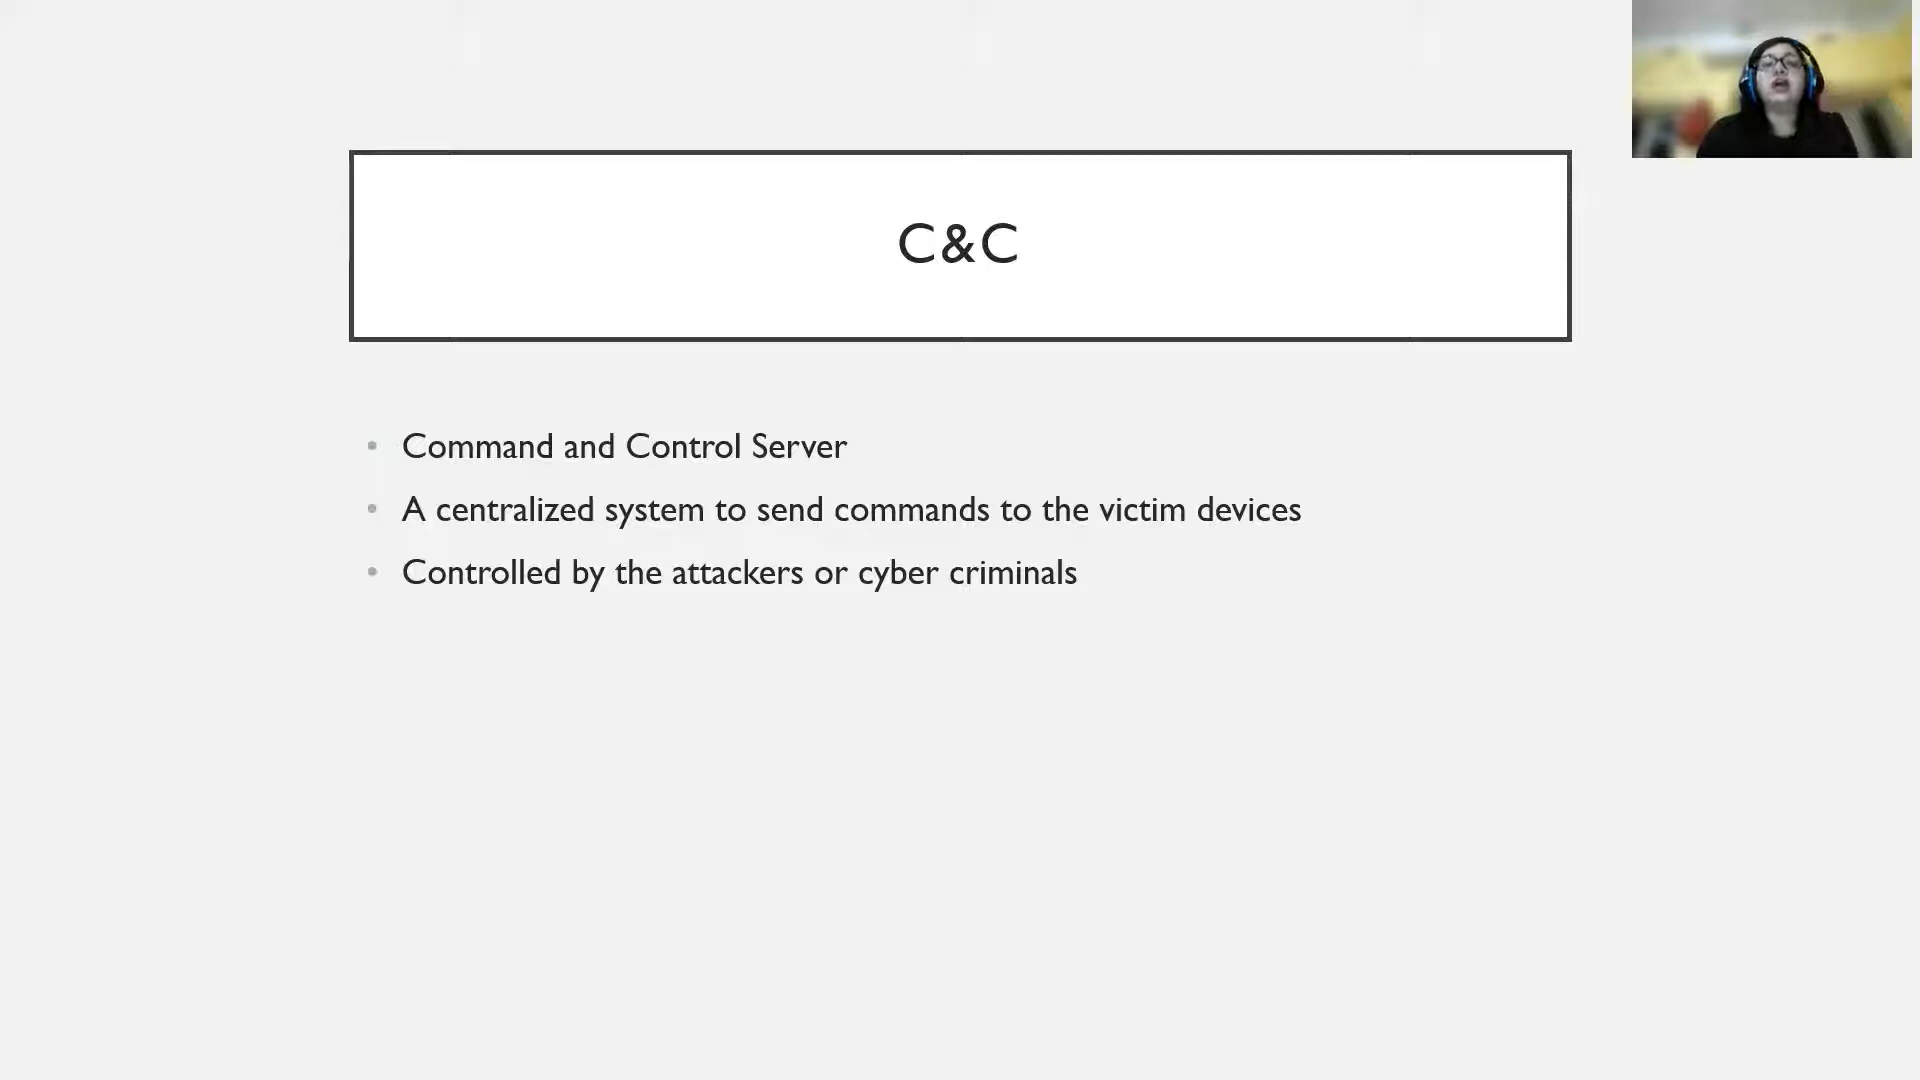 C&C
Command and Control Server
A centralized system to send commands to the victim devices
Controlled by the attackers or cyber criminals